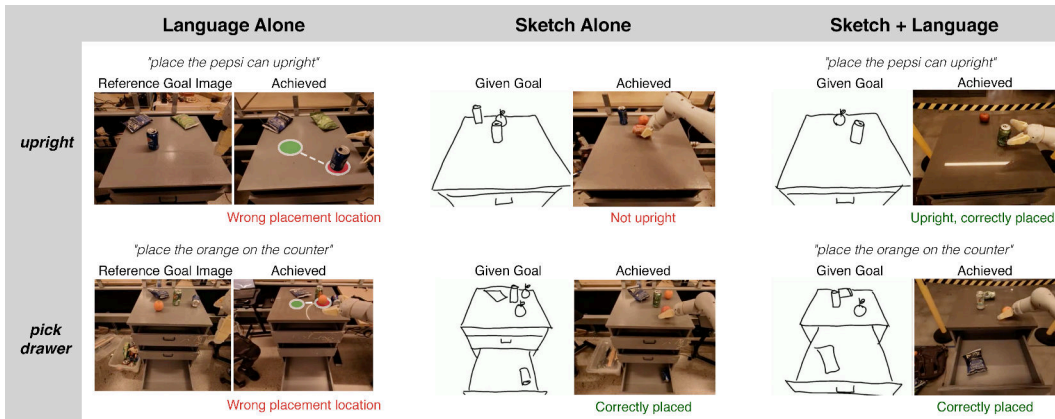 Language Alone
Sketch Alone
Sketch + Language
upright
"place the pepsi can upright"
Reference Goal Image
Achieved
Wrong placement location
Given Goal
Achieved
Not upright
"place the pepsi can upright"
Given Goal
Achieved
Upright, correctly placed
pick
drawer
"place the orange on the counter"
Reference Goal Image
Achieved
Wrong placement location
Given Goal
Achieved
Correctly placed
"place the orange on the counter"
Given Goal
Achieved
Correctly placed